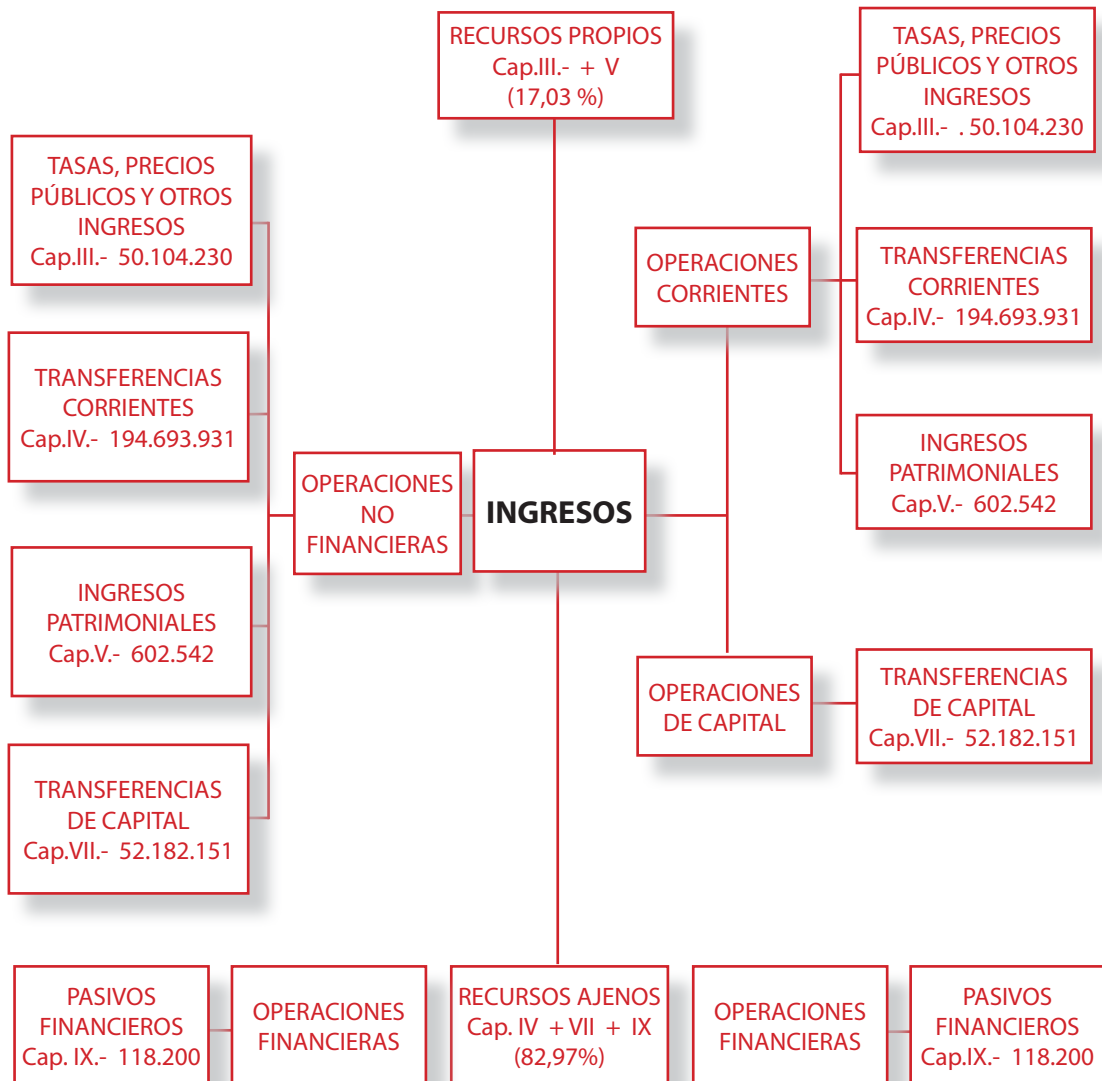 RECURSOS PROPIOS
Cap.III.- + V
(17,03 %)
TASAS, PRECIOS
PÚBLICOS Y OTROS
INGRESOS
Cap.III.- . 50.104.230
TASAS, PRECIOS
PÚBLICOS Y OTROS
INGRESOS
Cap.III.- 50.104.230
OPERACIONES
CORRIENTES
TRANSFERENCIAS
CORRIENTES
Cap.IV.- 194.693.931
TRANSFERENCIAS
CORRIENTES
Cap.IV.- 194.693.931
OPERACIONES
NO
FINANCIERAS
INGRESOS
INGRESOS
PATRIMONIALES
Cap.V.- 602.542
INGRESOS
PATRIMONIALES
Cap.V.- 602.542
OPERACIONES
DE CAPITAL
TRANSFERENCIAS
DE CAPITAL
Cap.VII.- 52.182.151
TRANSFERENCIAS
DE CAPITAL
Cap.VII.- 52.182.151
PASIVOS
FINANCIEROS
Cap. IX.- 118.200
OPERACIONES
FINANCIERAS
RECURSOS AJENOS
Cap. IV + VII + IX
(82,97%)
OPERACIONES
FINANCIERAS
PASIVOS
FINANCIEROS
Cap.IX.- 118.200